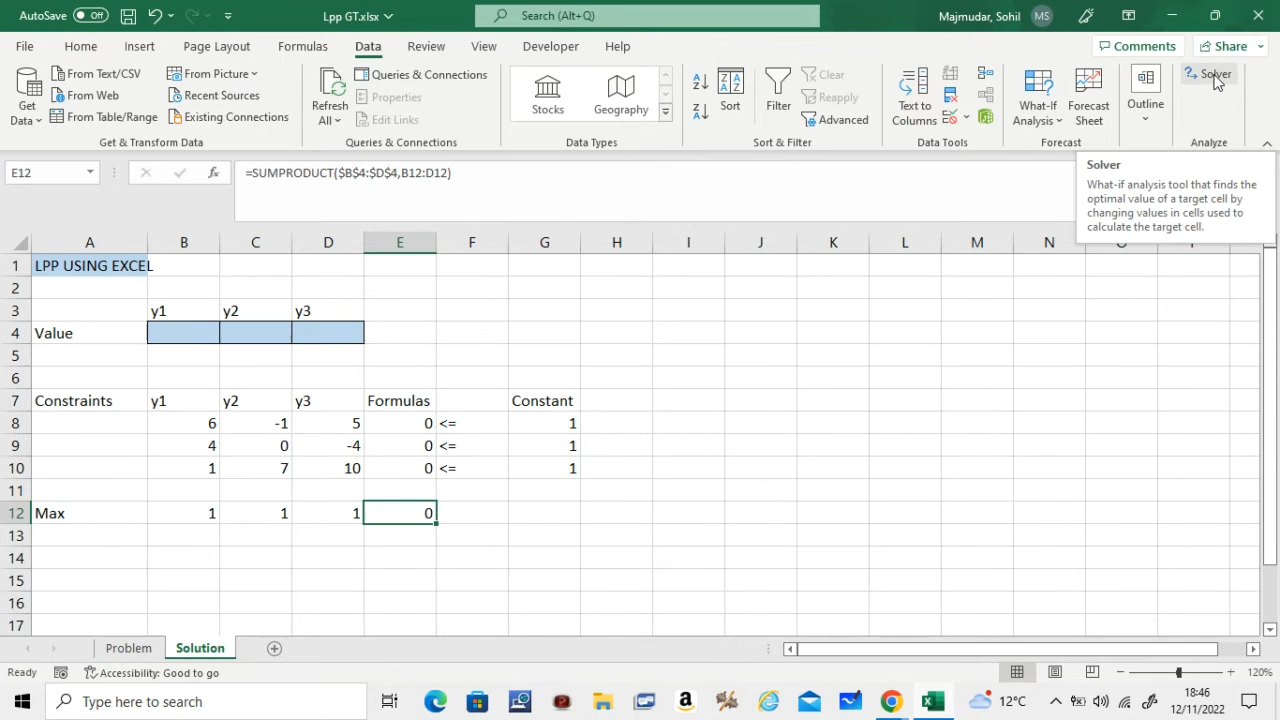 AutoSave Off Lpp GT.xlsx Search (Alt+Q) Majmudar, Sohil MS
File Home Insert Page Layout Formulas Data Review View Developer Help Comments Share
Get Data From Text/CSV From Web From Table/Range From Picture Recent Sources Existing Connections
Refresh All Queries & Connections Properties Edit Links
Stocks Geography
Sort Filter Clear Reapply Advanced
Text to Columns
What-If Analysis Forecast Sheet Outline Solver
Get & Transform Data Queries & Connections Data Types Sort & Filter Data Tools Forecast Analyze
E12 fx =SUMPRODUCT($B$4:$D$4,B12:D12)
Solver
What-if analysis tool that finds the
optimal value of a target cell by
changing values in cells used to
calculate the target cell.
A B C D E F G H I J K L M N
1 LPP USING EXCEL
2
3 y1 y2 y3
4 Value
5
6
7 Constraints y1 y2 y3 Formulas Constant
8 6 -1 5 0 <= 1
9 4 0 -4 0 <= 1
10 1 7 10 0 <= 1
11
12 Max 1 1 1 0
13
14
15
16
17
Problem Solution
Ready Accessibility: Good to go 120%
Type here to search 12°C 18:46
12/11/2022